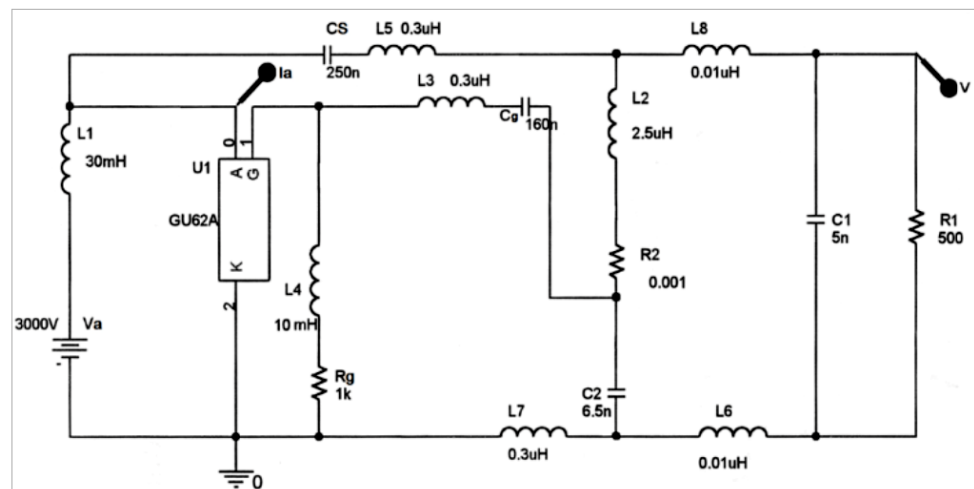 CS
L5 0.3uH
L8
250n
0.01uH
Ia
L3 0.3uH
V
Cg 160n
L2
2.5uH
L1
30mH
0
1
U1
A
G
GU62A
K
2
C1
5n
R1
500
R2
0.001
L4
10 mH
3000V Va
-
Rg
1k
C2
6.5n
L7
0.3uH
L6
0.01uH
0